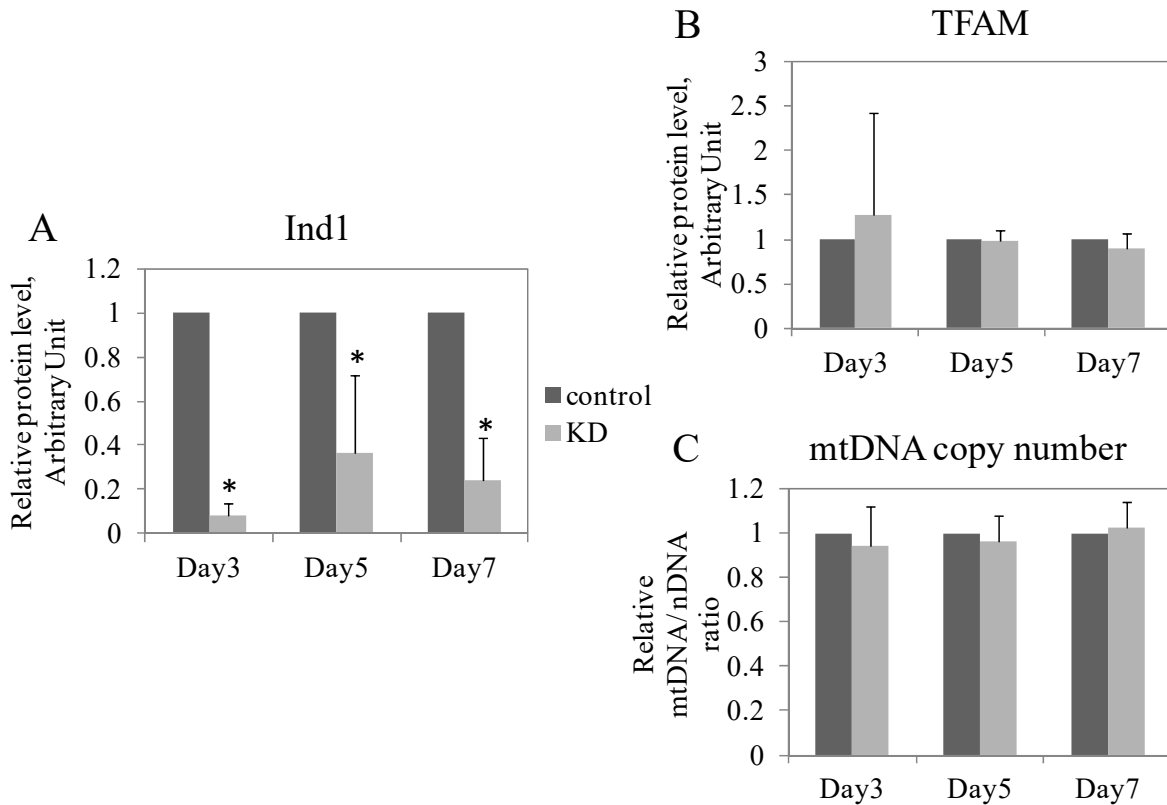 A
Ind1
Relative protein level,
Arbitrary Unit
1.2
1
0.8
0.6
0.4
0.2
0
*
*
*
Day3
Day5
Day7
control
KD
B
TFAM
Relative protein level,
Arbitrary Unit
3
2.5
2
1.5
1
0.5
0
Day3
Day5
Day7
C
mtDNA copy number
Relative
mtDNA/nDNA
ratio
1.2
1
0.8
0.6
0.4
0.2
0
Day3
Day5
Day7